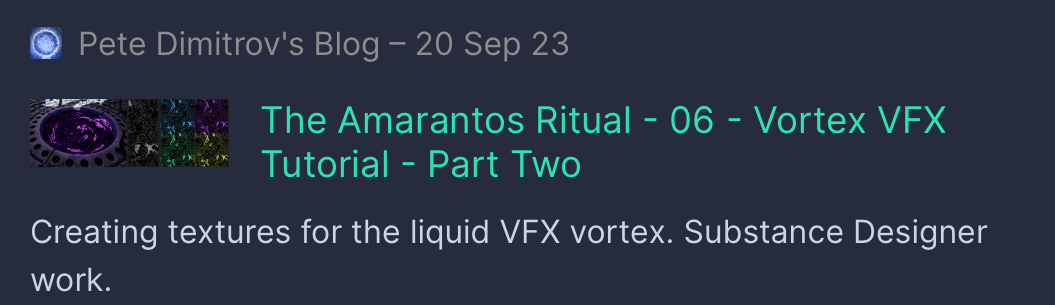 Pete Dimitrov's Blog – 20 Sep 23
The Amarantos Ritual - 06 - Vortex VFX
Tutorial - Part Two
Creating textures for the liquid VFX vortex. Substance Designer
work.